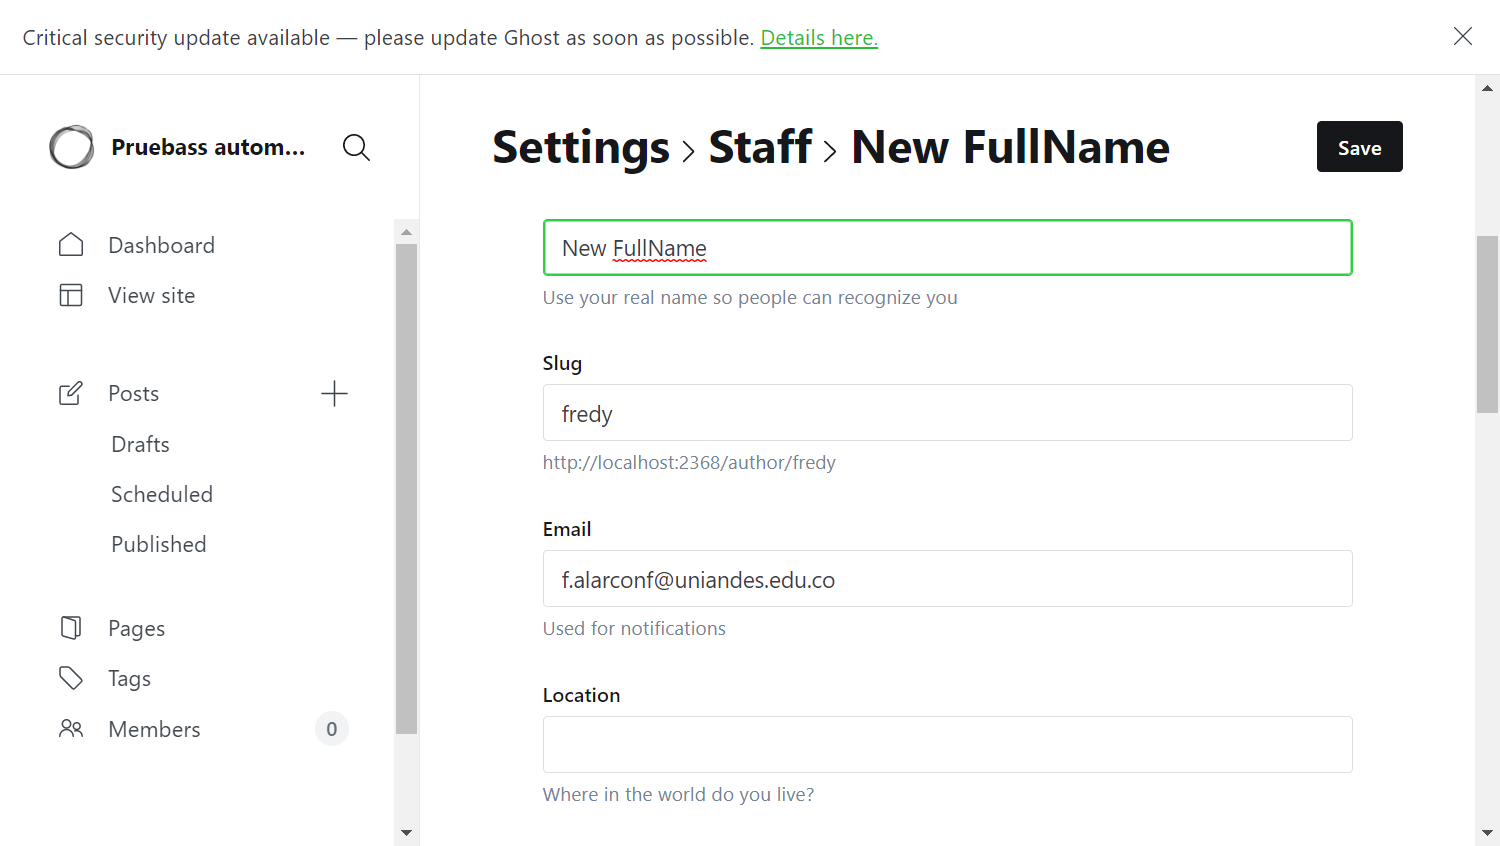 Critical security update available — please update Ghost as soon as possible. Details here.
Pruebass autom...
Settings > Staff > New FullName
Save
Dashboard
View site
Posts
Drafts
Scheduled
Published
Pages
Tags
Members
0
New FullName
Use your real name so people can recognize you
Slug
fredy
http://localhost:2368/author/fredy
Email
f.alarconf@uniandes.edu.co
Used for notifications
Location
Where in the world do you live?